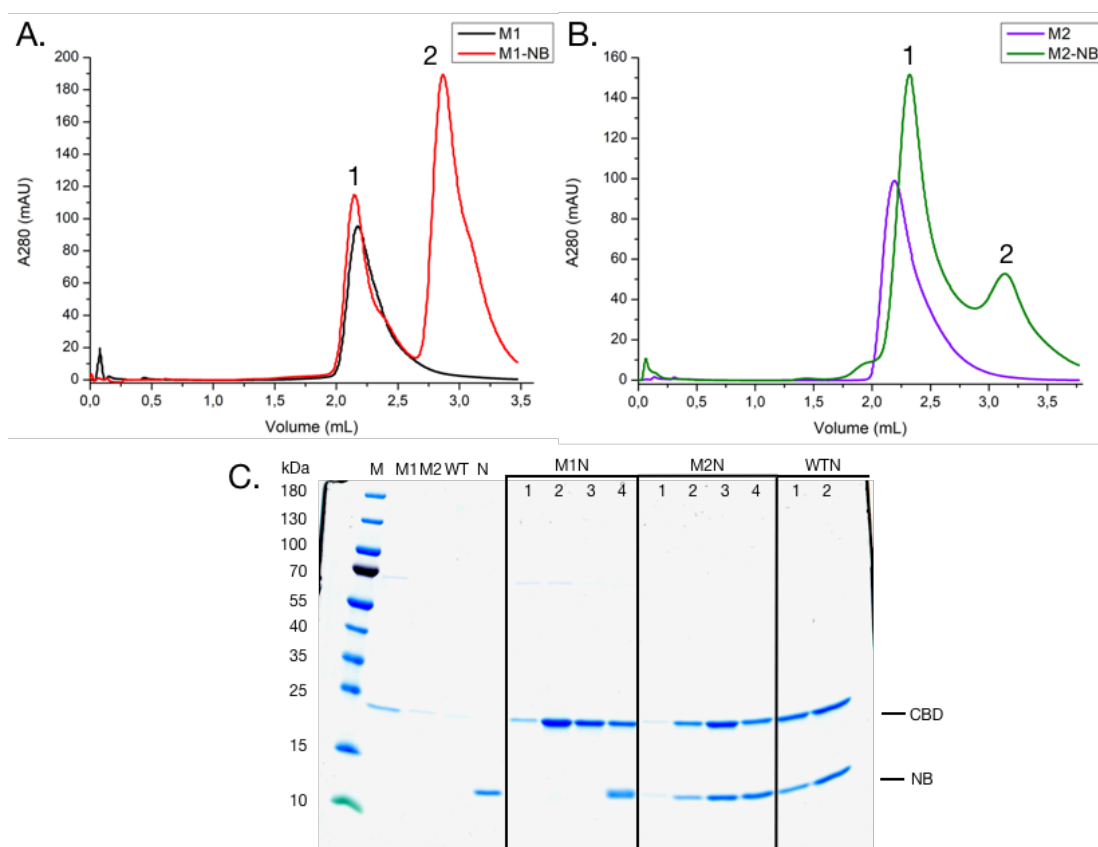 A.
M1
M1-NB
2
1
200
180
160
140
120
100
80
60
40
20
0
A280 (mAU)
0,0 0,5 1,0 1,5 2,0 2,5 3,0 3,5
Volume (mL)
B.
M2
M2-NB
1
2
160
140
120
100
80
60
40
20
0
A280 (mAU)
0,0 0,5 1,0 1,5 2,0 2,5 3,0 3,5
Volume (mL)
C.
kDa M M1 M2 WT N M1N M2N WTN
1 2 3 4 1 2 3 4 1 2
180
130
100
70
55
40
35
25
15
10
CBD
NB